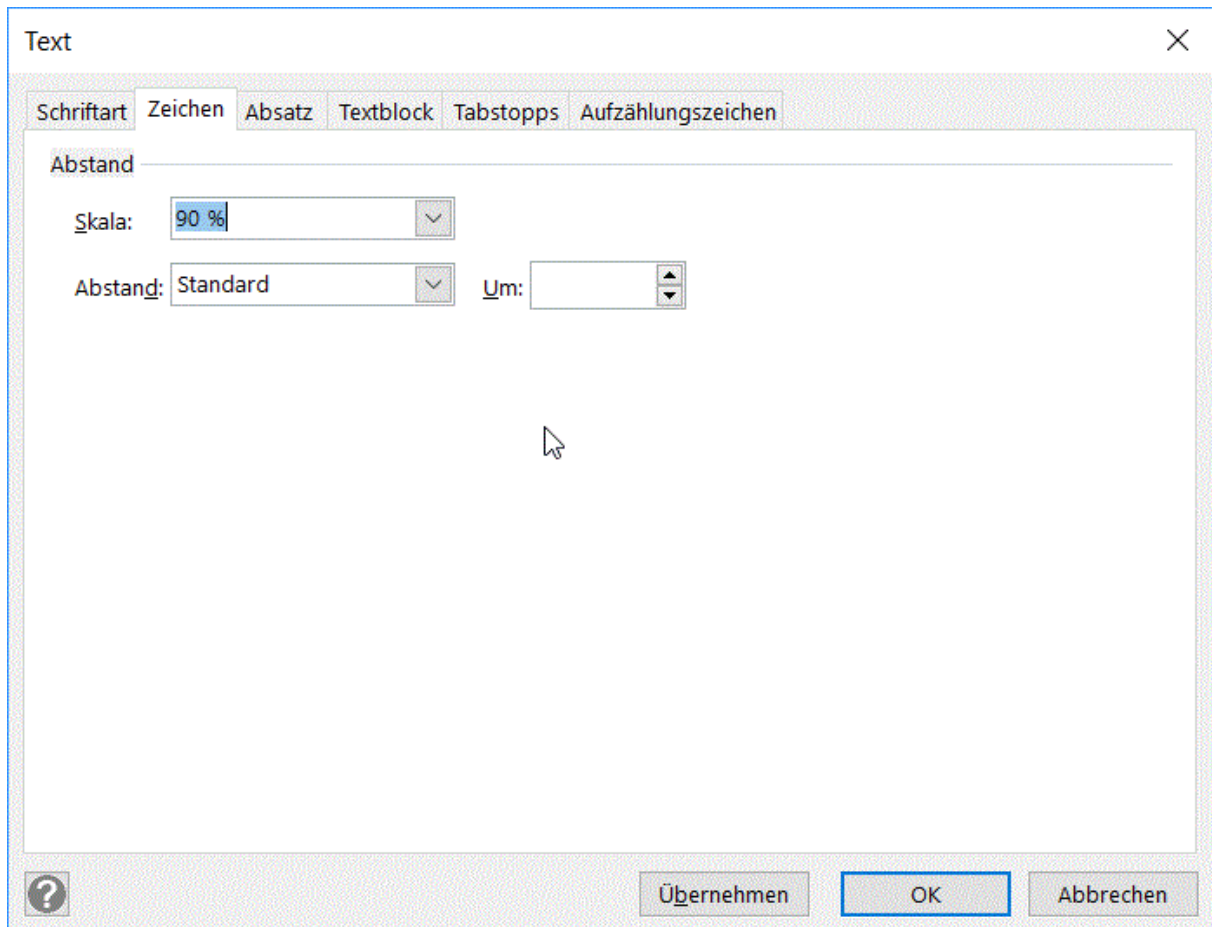 Text
Schriftart Zeichen Absatz Textblock Tabstopps Aufzählungszeichen
Abstand
Skala: 90 %
Abstand: Standard Um:
? Übernehmen OK Abbrechen